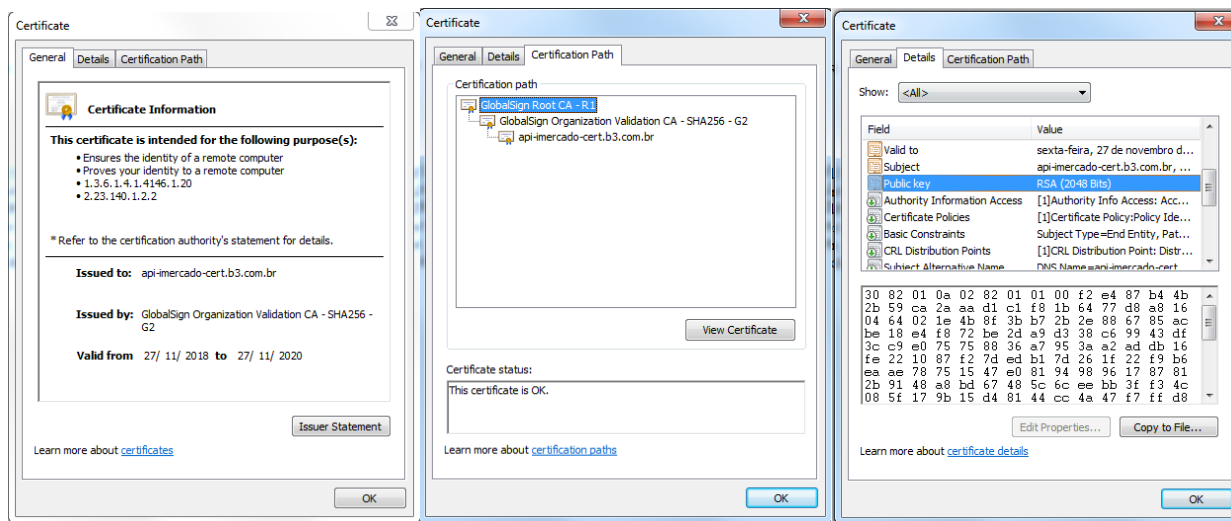 Certificate
General Details Certification Path
Certificate Information
This certificate is intended for the following purpose(s):
• Ensures the identity of a remote computer
• Proves your identity to a remote computer
• 1.3.6.1.4.1.4146.1.20
• 2.23.140.1.2.2
* Refer to the certification authority's statement for details.
Issued to: api-imercado-cert.b3.com.br
Issued by: GlobalSign Organization Validation CA - SHA256 -
G2
Valid from 27/ 11/ 2018 to 27/ 11/ 2020
Issuer Statement
Learn more about certificates
OK
Certificate
General Details Certification Path
Certification path
GlobalSign Root CA - R1
GlobalSign Organization Validation CA - SHA256 - G2
api-imercado-cert.b3.com.br
View Certificate
Certificate status:
This certificate is OK.
Learn more about certification paths
OK
Certificate
General Details Certification Path
Show: <All>
Field Value
Valid to sexta-feira, 27 de novembro d...
Subject api-imercado-cert.b3.com.br, ...
Public key RSA (2048 Bits)
Authority Information Access [1]Authority Info Access: Acc...
Certificate Policies [1]Certificate Policy:Policy Ide...
Basic Constraints Subject Type=End Entity, Pat...
CRL Distribution Points [1]CRL Distribution Point: Distr...
Subject Alternative Name DNS Name=api-imercado-cert
30 82 01 0a 02 82 01 01 00 f2 e4 87 b4 4b
2b 59 ca 2a aa d1 c1 f8 1b 64 77 d8 a8 16
04 64 02 1e 4b 8f 3b b7 2b 2e 88 67 85 ac
be 18 e4 f8 72 be 2d a9 d3 38 c6 99 43 df
3c c9 e0 75 75 88 36 a7 95 3a a2 ad db 16
fe 22 10 87 f2 7d ed b1 7d 26 1f 22 f9 b6
ea ae 78 75 15 47 e0 81 94 98 96 17 87 81
2b 91 48 a8 bd 67 48 5c 6c ee bb 3f f3 4c
08 5f 17 9b 15 d4 81 44 cc 4a 47 f7 ff d8
Edit Properties... Copy to File...
Learn more about certificate details
OK